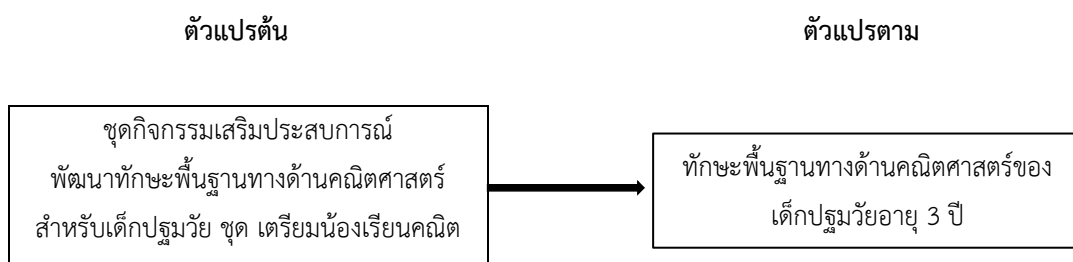 ตัวแปรต้น
ตัวแปรตาม
ชุดกิจกรรมเสริมประสบการณ์
พัฒนาทักษะพื้นฐานทางด้านคณิตศาสตร์
สำหรับเด็กปฐมวัย ชุด เตรียมน้องเรียนคณิต
ทักษะพื้นฐานทางด้านคณิตศาสตร์ของ
เด็กปฐมวัยอายุ 3 ปี